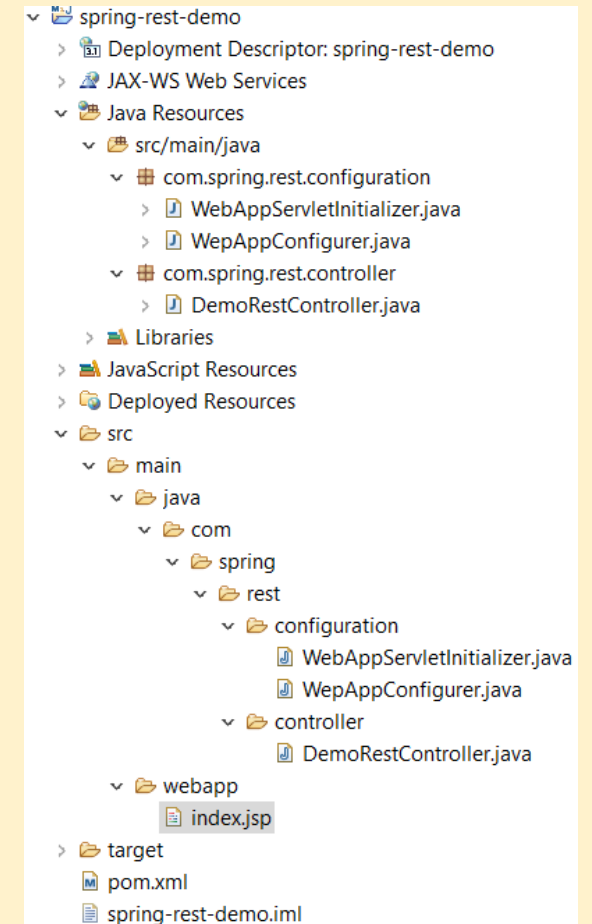 spring-rest-demo
Deployment Descriptor: spring-rest-demo
JAX-WS Web Services
Java Resources
src/main/java
com.spring.rest.configuration
WebAppServletInitializer.java
WepAppConfigurer.java
com.spring.rest.controller
DemoRestController.java
Libraries
JavaScript Resources
Deployed Resources
src
main
java
com
spring
rest
configuration
WebAppServletInitializer.java
WepAppConfigurer.java
controller
DemoRestController.java
webapp
index.jsp
target
pom.xml
spring-rest-demo.iml